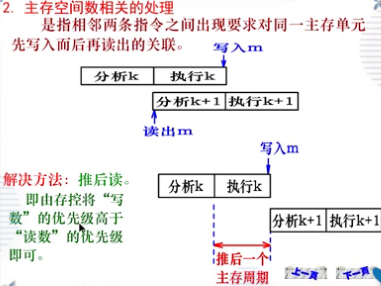 2. 主存空间数相关的处理
是指相邻两条指令之间出现要求对同一主存单元
先写入而后再读出的关联。
写入m
分析k 执行k
分析k+1 执行k+1
读出m
写入m
解决方法：推后读。
分析k 执行k
即由存控将“写
数”的优先级高于
“读数”的优先级
即可。
分析k+1 执行k+1
推后一个
主存周期
上一页 下一页